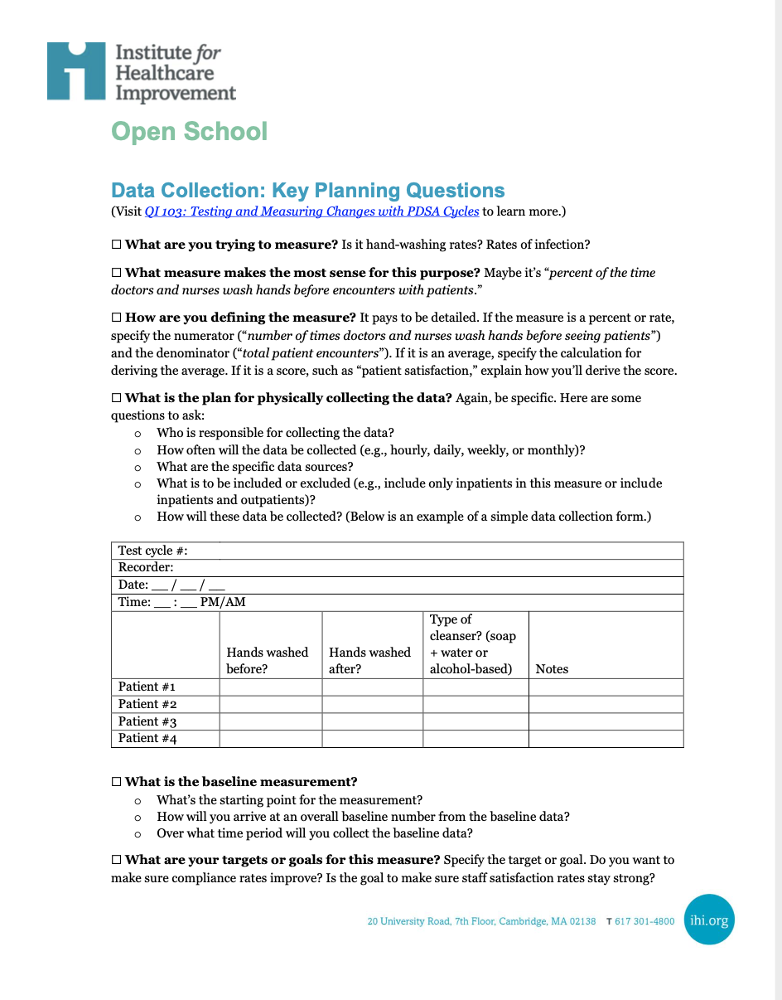 Institute for
Healthcare
Improvement
Open School
Data Collection: Key Planning Questions
(Visit QI 103: Testing and Measuring Changes with PDSA Cycles to learn more.)
☐ What are you trying to measure? Is it hand-washing rates? Rates of infection?
☐ What measure makes the most sense for this purpose? Maybe it’s “percent of the time
doctors and nurses wash hands before encounters with patients.”
☐ How are you defining the measure? It pays to be detailed. If the measure is a percent or rate,
specify the numerator (“number of times doctors and nurses wash hands before seeing patients”)
and the denominator (“total patient encounters”). If it is an average, specify the calculation for
deriving the average. If it is a score, such as “patient satisfaction,” explain how you’ll derive the score.
☐ What is the plan for physically collecting the data? Again, be specific. Here are some
questions to ask:
o Who is responsible for collecting the data?
o How often will the data be collected (e.g., hourly, daily, weekly, or monthly)?
o What are the specific data sources?
o What is to be included or excluded (e.g., include only inpatients in this measure or include
inpatients and outpatients)?
o How will these data be collected? (Below is an example of a simple data collection form.)
Test cycle #:
Recorder:
Date: __ / __ / __
Time: __ : __ PM/AM
Hands washed
before?
Hands washed
after?
Type of
cleanser? (soap
+ water or
alcohol-based)
Notes
Patient #1
Patient #2
Patient #3
Patient #4
☐ What is the baseline measurement?
o What’s the starting point for the measurement?
o How will you arrive at an overall baseline number from the baseline data?
o Over what time period will you collect the baseline data?
☐ What are your targets or goals for this measure? Specify the target or goal. Do you want to
make sure compliance rates improve? Is the goal to make sure staff satisfaction rates stay strong?
20 University Road, 7th Floor, Cambridge, MA 02138 T 617 301-4800
ihi.org